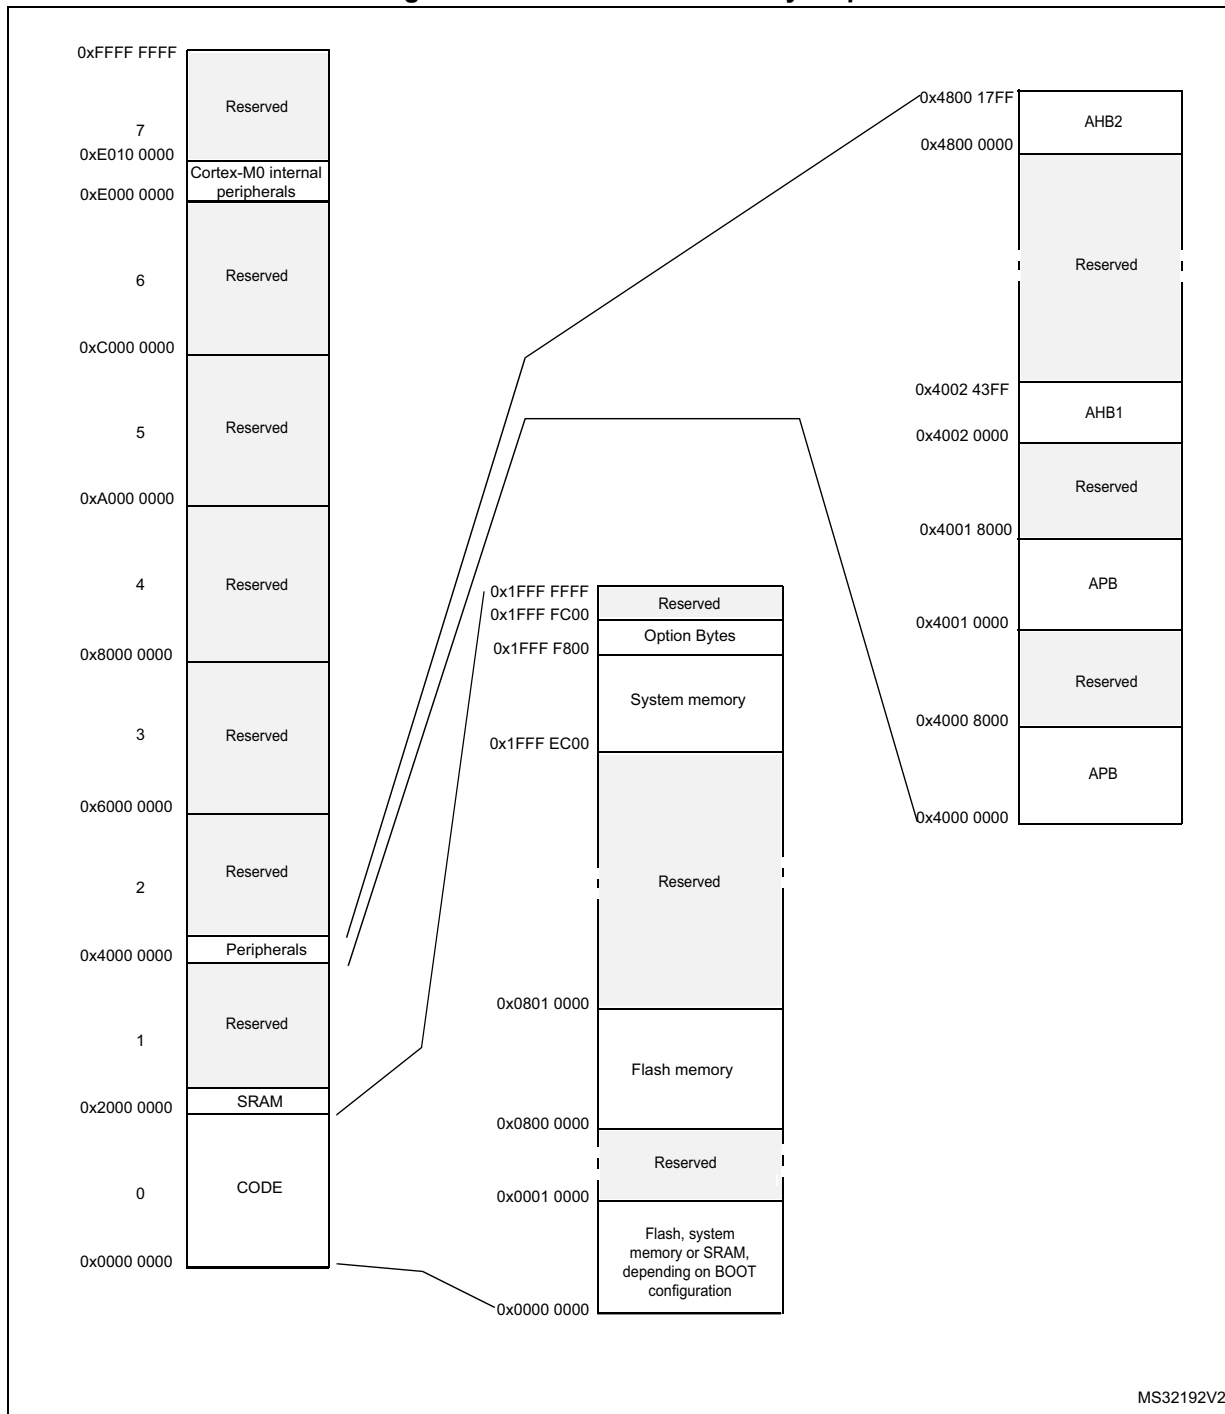 0xFFFF FFFF
Reserved
7
0xE010 0000
Cortex-M0 internal
peripherals
0xE000 0000
Reserved
6
0xC000 0000
Reserved
5
0xA000 0000
Reserved
4
0x8000 0000
Reserved
3
0x6000 0000
Reserved
2
0x4000 0000
Peripherals
Reserved
1
SRAM
0x2000 0000
CODE
0
0x0000 0000
0x1FFF FFFF
Reserved
0x1FFF FC00
Option Bytes
0x1FFF F800
System memory
0x1FFF EC00
Reserved
0x0801 0000
Flash memory
0x0800 0000
Reserved
0x0001 0000
Flash, system
memory or SRAM,
depending on BOOT
configuration
0x0000 0000
0x4800 17FF
AHB2
0x4800 0000
Reserved
0x4002 43FF
AHB1
0x4002 0000
Reserved
0x4001 8000
APB
0x4001 0000
Reserved
0x4000 8000
APB
0x4000 0000
MS32192V2